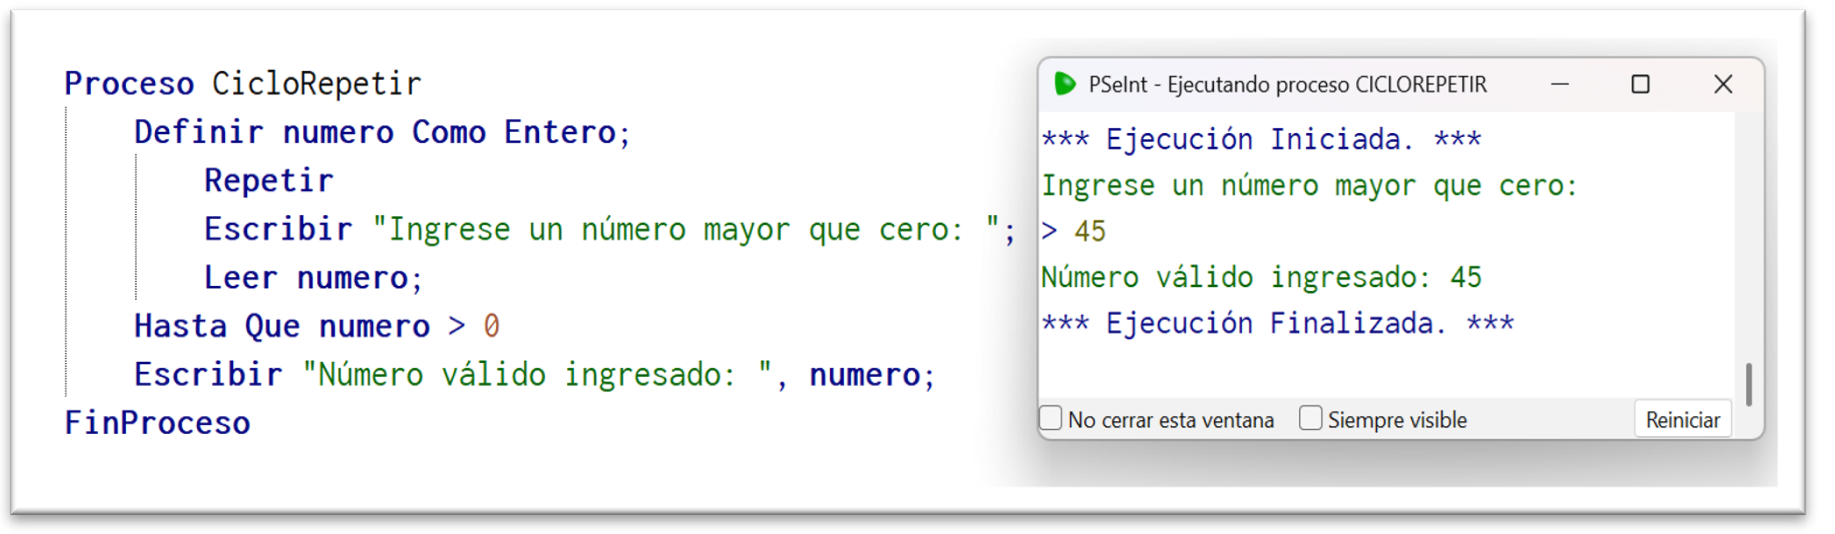 Proceso CicloRepetir
Definir numero Como Entero;
Repetir
Escribir "Ingrese un número mayor que cero: ";
Leer numero;
Hasta Que numero > 0
Escribir "Número válido ingresado: ", numero;
FinProceso
PSeInt - Ejecutando proceso CICLOREPETIR
*** Ejecución Iniciada. ***
Ingrese un número mayor que cero:
> 45
Número válido ingresado: 45
*** Ejecución Finalizada. ***
No cerrar esta ventana Siempre visible Reiniciar